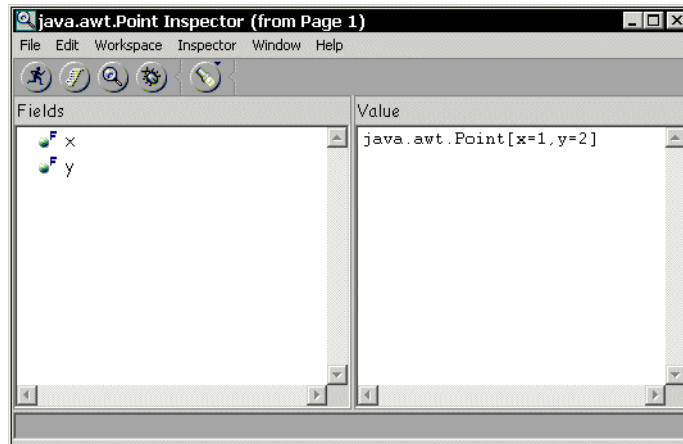 java.awt.Point Inspector (from Page 1)
File Edit Workspace Inspector Window Help
Fields
Value
F x
F y
java.awt.Point[x=1,y=2]